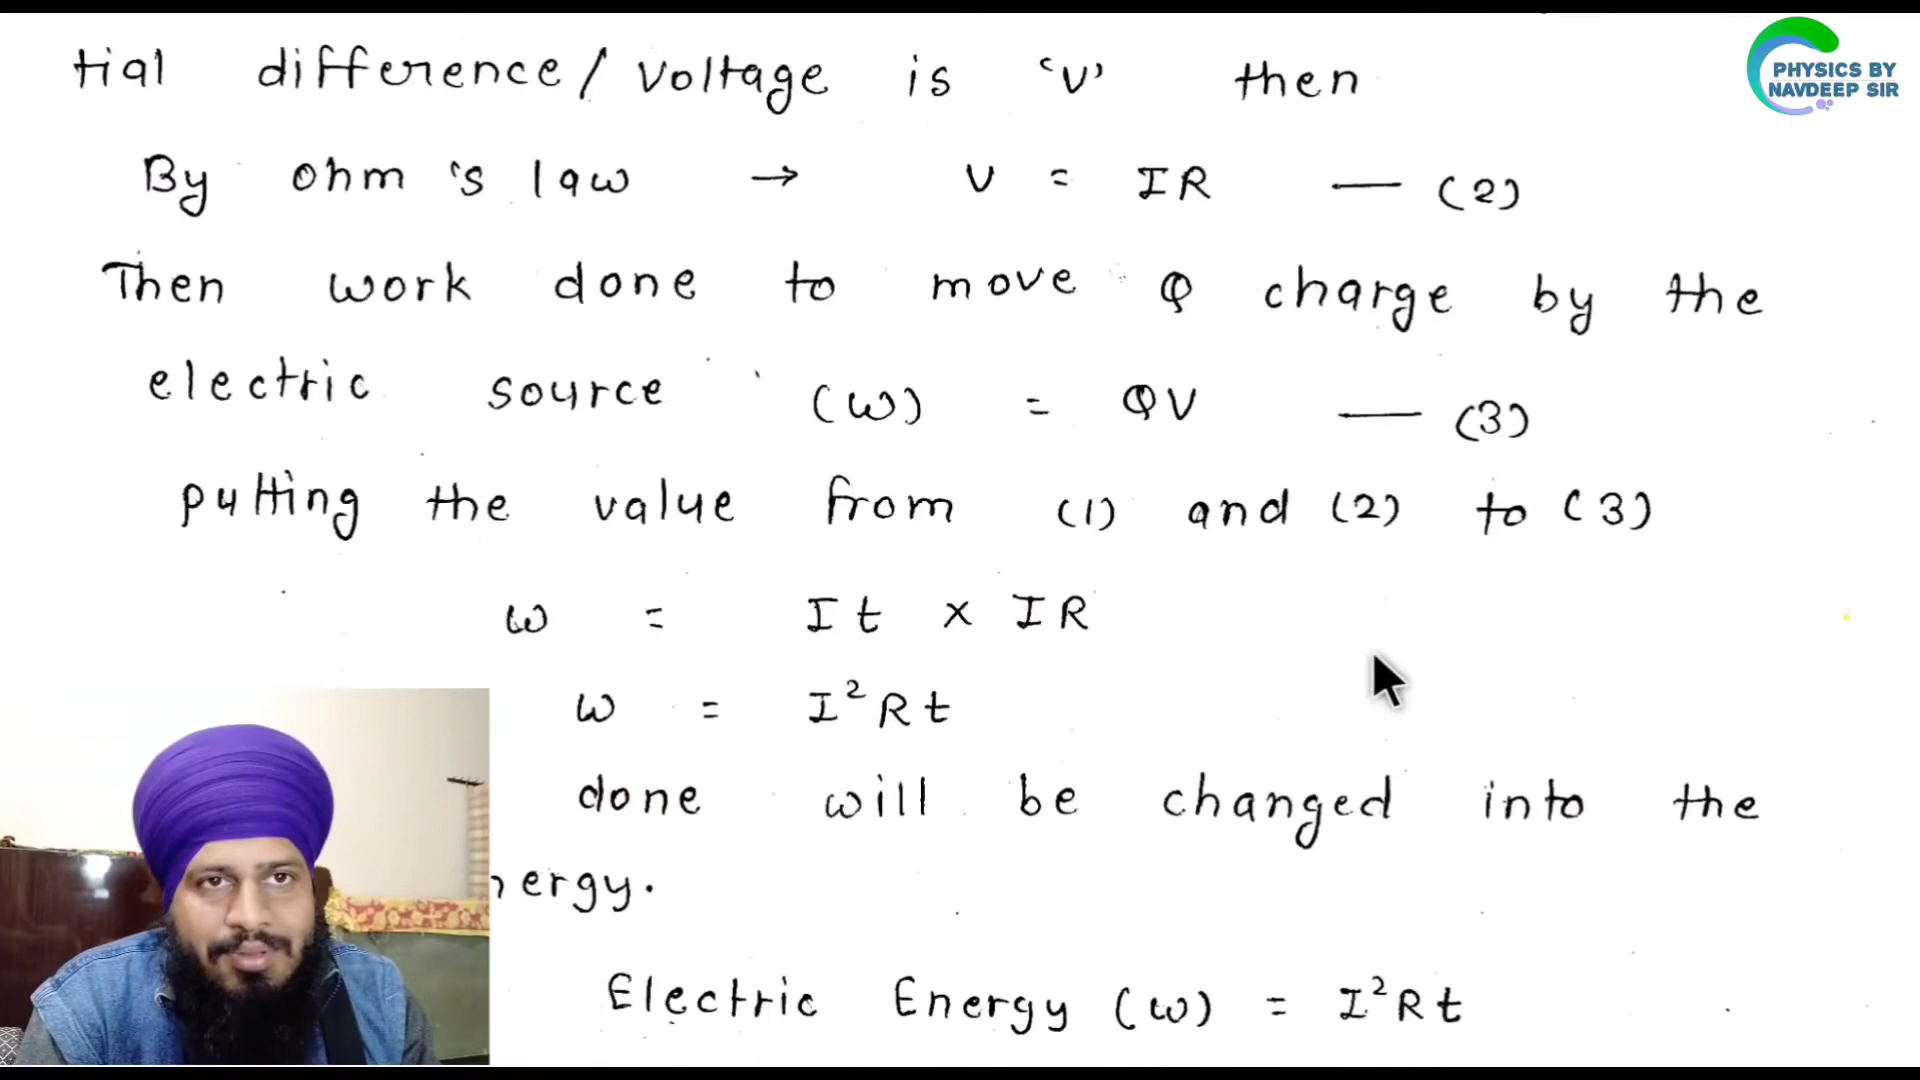 tial difference/voltage is 'v' then
By ohm's law → V = IR — (2)
Then work done to move Q charge by the
electric source (W) = QV — (3)
putting the value from (1) and (2) to (3)
W = It x IR
W = I²Rt
done will be changed into the
nergy.
Electric Energy (W) = I²Rt
PHYSICS BY
NAVDEEP SIR